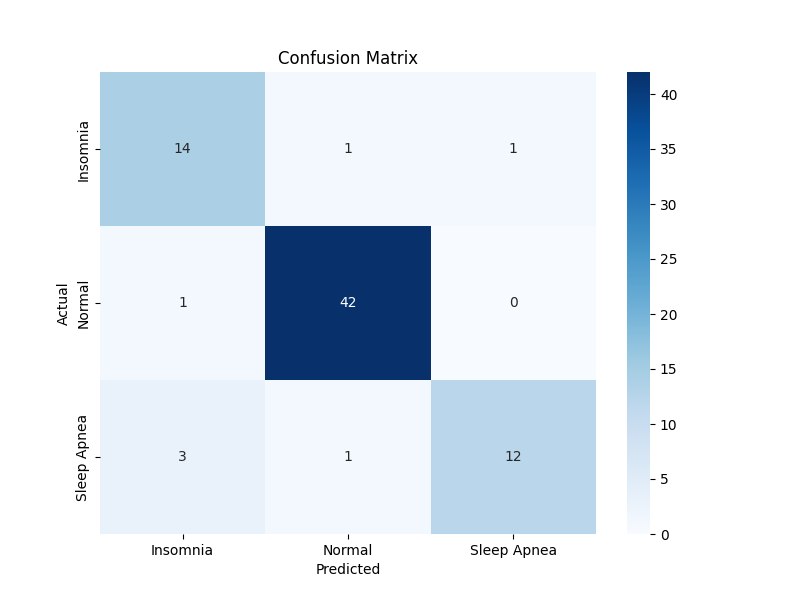 Confusion Matrix
Actual
Insomnia 14 1 1
Normal 1 42 0
Sleep Apnea 3 1 12
Insomnia Normal Sleep Apnea
Predicted
40
35
30
25
20
15
10
5
0